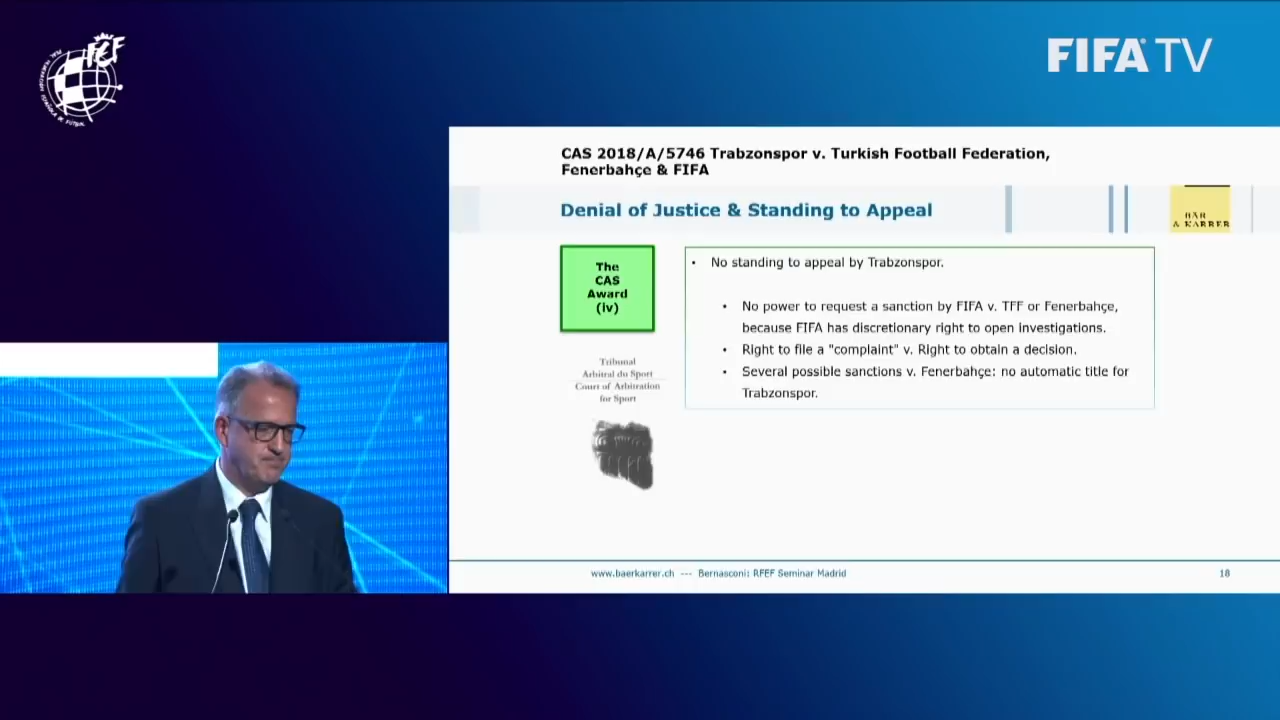 RFEF
FIFA TV
CAS 2018/A/5746 Trabzonspor v. Turkish Football Federation,
Fenerbahçe & FIFA
Denial of Justice & Standing to Appeal
BÄR
& KARRER
The
CAS
Award
(iv)
• No standing to appeal by Trabzonspor.
• No power to request a sanction by FIFA v. TFF or Fenerbahçe,
because FIFA has discretionary right to open investigations.
• Right to file a "complaint" v. Right to obtain a decision.
• Several possible sanctions v. Fenerbahçe: no automatic title for
Trabzonspor.
Tribunal
Arbitral du Sport
Court of Arbitration
for Sport
www.baerkarrer.ch --- Bernasconi: RFEF Seminar Madrid
18